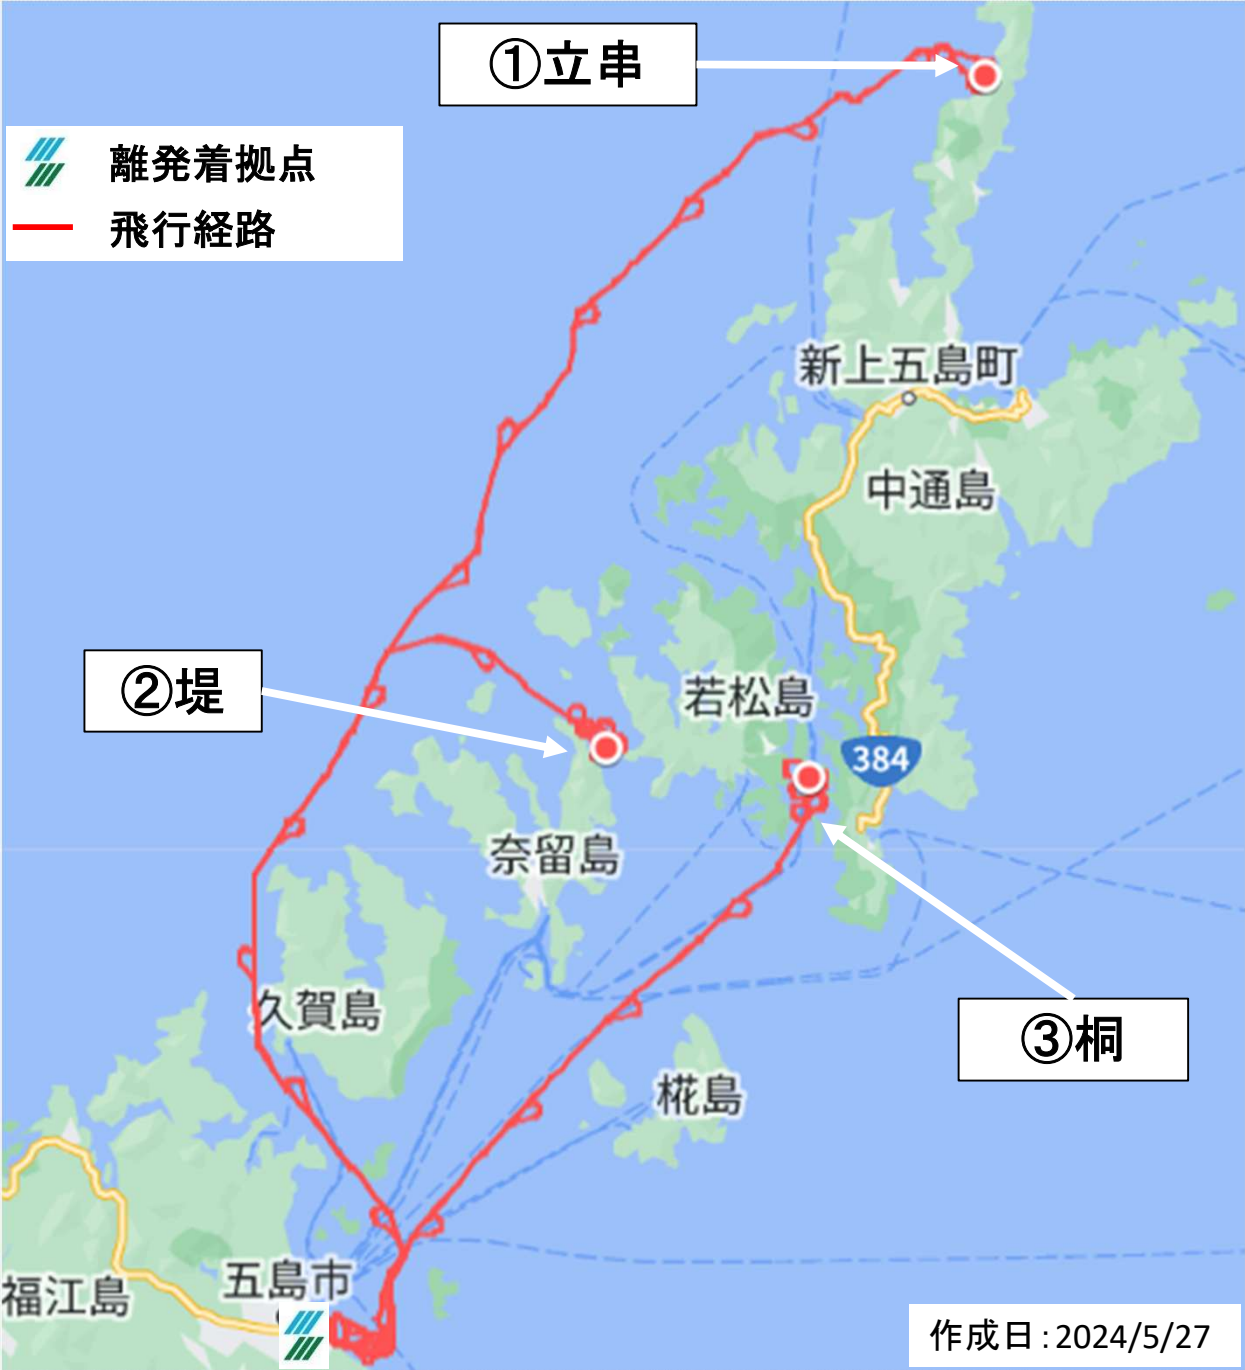 ①立串
離発着拠点
飛行経路
新上五島町
中通島
②堤
若松島
384
奈留島
久賀島
③桐
椛島
五島市
福江島
作成日:2024/5/27